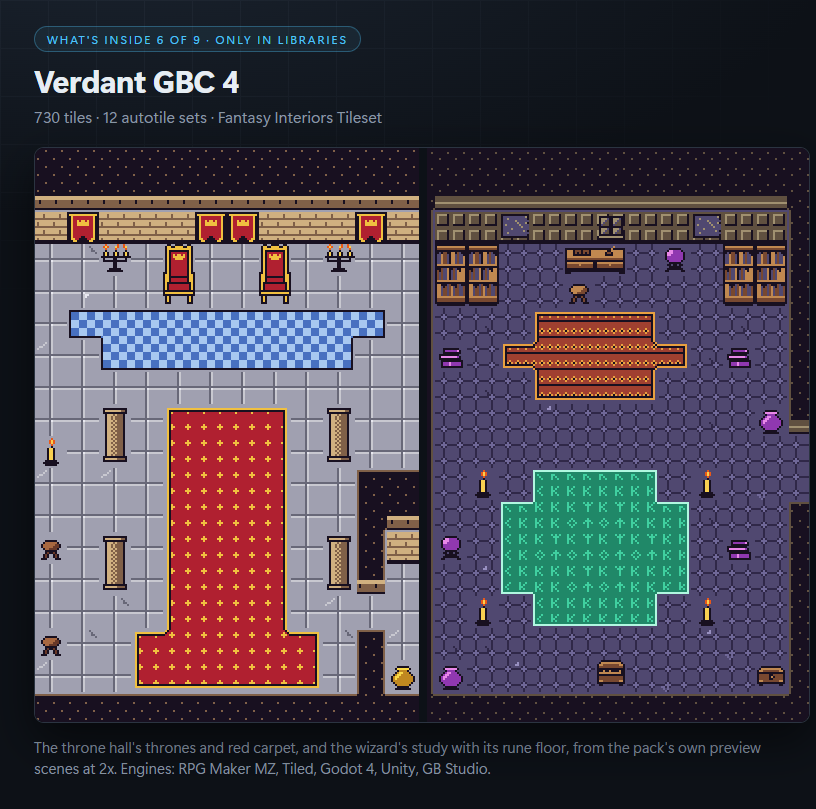 WHAT'S INSIDE 6 OF 9 · ONLY IN LIBRARIES
Verdant GBC 4
730 tiles · 12 autotile sets · Fantasy Interiors Tileset
The throne hall's thrones and red carpet, and the wizard's study with its rune floor, from the pack's own preview
scenes at 2x. Engines: RPG Maker MZ, Tiled, Godot 4, Unity, GB Studio.